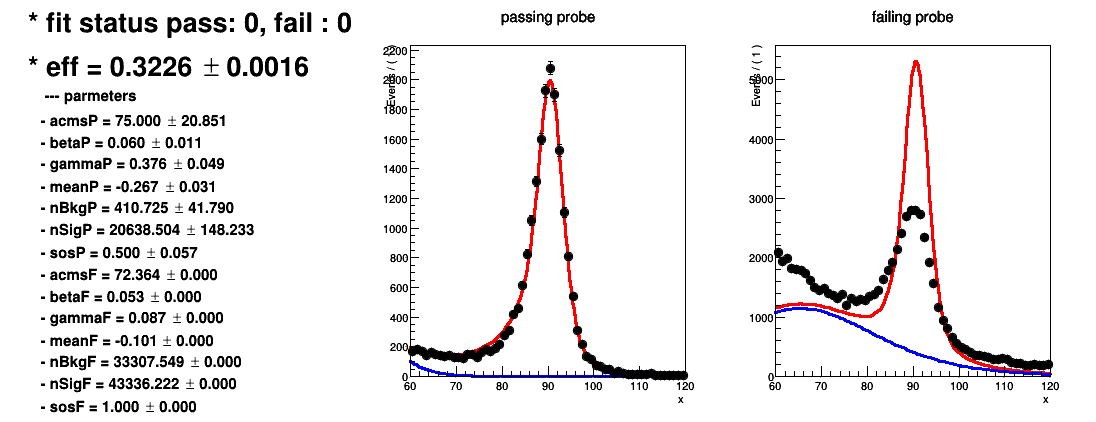 * fit status pass: 0, fail : 0
* eff = 0.3226 ± 0.0016
--- parmeters
- acmsP = 75.000 ± 20.851
- betaP = 0.060 ± 0.011
- gammaP = 0.376 ± 0.049
- meanP = -0.267 ± 0.031
- nBkgP = 410.725 ± 41.790
- nSigP = 20638.504 ± 148.233
- sosP = 0.500 ± 0.057
- acmsF = 72.364 ± 0.000
- betaF = 0.053 ± 0.000
- gammaF = 0.087 ± 0.000
- meanF = -0.101 ± 0.000
- nBkgF = 33307.549 ± 0.000
- nSigF = 43336.222 ± 0.000
- sosF = 1.000 ± 0.000
passing probe
2200
2000
1800
1600
1400
1200
1000
800
600
400
200
0
60 70 80 90 100 110 120
x
failing probe
Events / ( 1 )
5000
4000
3000
2000
1000
0
60 70 80 90 100 110 120
x